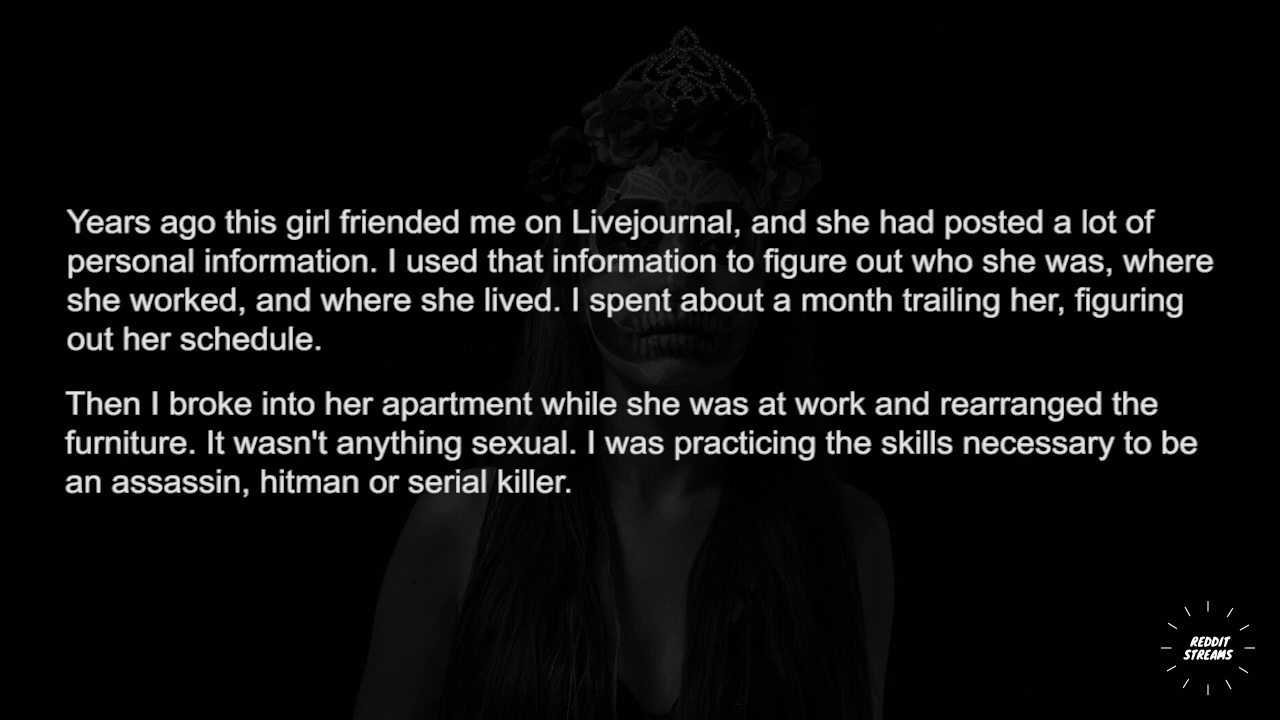 Years ago this girl friended me on Livejournal, and she had posted a lot of
personal information. I used that information to figure out who she was, where
she worked, and where she lived. I spent about a month trailing her, figuring
out her schedule.
Then I broke into her apartment while she was at work and rearranged the
furniture. It wasn't anything sexual. I was practicing the skills necessary to be
an assassin, hitman or serial killer.
REDDIT
STREAMS